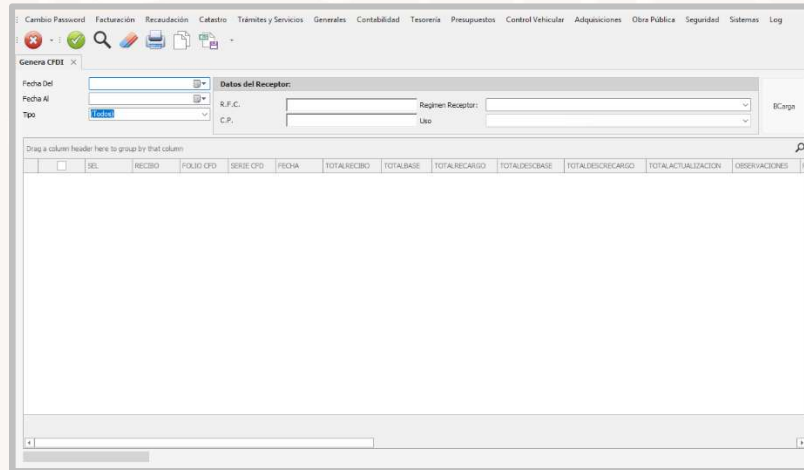 Cambio Password Facturación Recaudación Catastro Trámites y Servicios Generales Contabilidad Tesorería Presupuestos Control Vehicular Adquisiciones Obra Pública Seguridad Sistemas Log
Genera CFDI ×
Fecha Del
Fecha Al
Tipo (Todos)
Datos del Receptor:
R.F.C. Regimen Receptor:
C.P. Uso
BCarga
Drag a column header here to group by that column
SEL RECIBO FOLIO CFD SERIE CFD FECHA TOTALRECIBO TOTALBASE TOTALRECARGO TOTALDESCBASE TOTALDESCRECARGO TOTALACTUALIZACION OBSERVACIONES